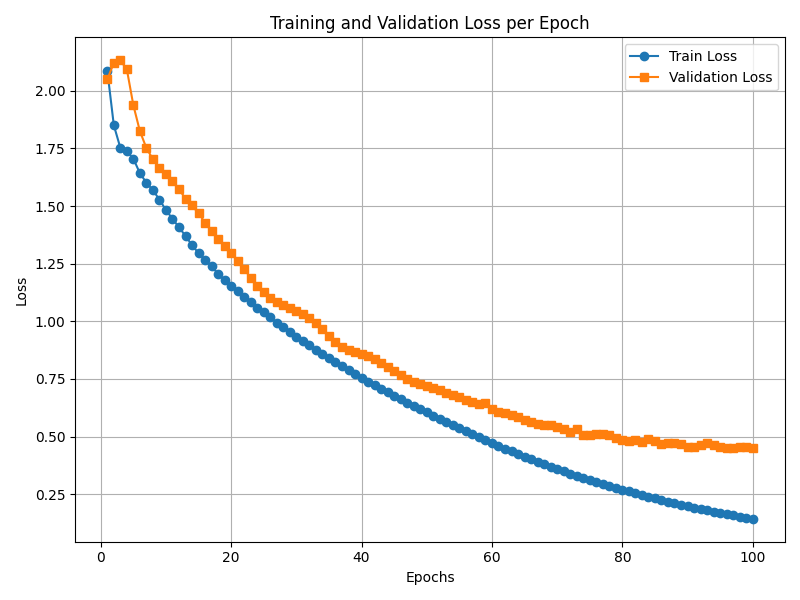 Training and Validation Loss per Epoch
Train Loss
Validation Loss
2.00
1.75
1.50
1.25
1.00
0.75
0.50
0.25
Loss
0 20 40 60 80 100
Epochs